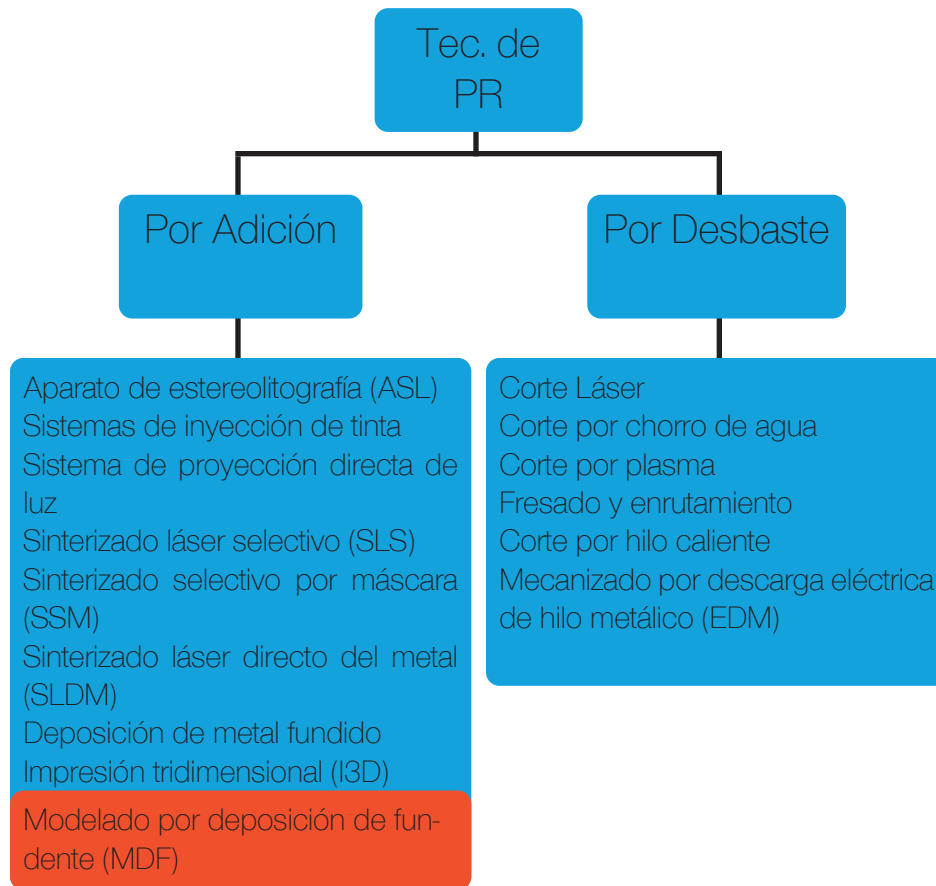 Tec. de
PR
Por Adición
Por Desbaste
Aparato de estereolitografía (ASL)
Sistemas de inyección de tinta
Sistema de proyección directa de
luz
Sinterizado láser selectivo (SLS)
Sinterizado selectivo por máscara
(SSM)
Sinterizado láser directo del metal
(SLDM)
Deposición de metal fundido
Impresión tridimensional (I3D)
Modelado por deposición de fun-
dente (MDF)
Corte Láser
Corte por chorro de agua
Corte por plasma
Fresado y enrutamiento
Corte por hilo caliente
Mecanizado por descarga eléctrica
de hilo metálico (EDM)